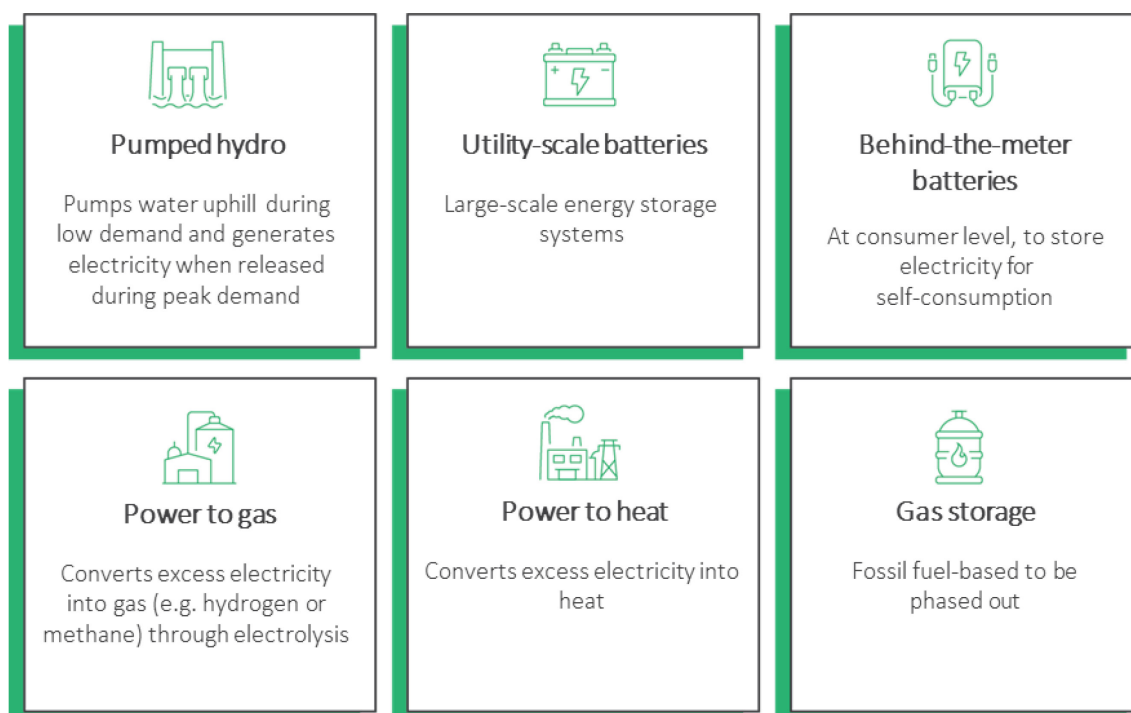 Pumped hydro
Pumps water uphill during
low demand and generates
electricity when released
during peak demand
Utility-scale batteries
Large-scale energy storage
systems
Behind-the-meter
batteries
At consumer level, to store
electricity for
self-consumption
Power to gas
Converts excess electricity
into gas (e.g. hydrogen or
methane) through electrolysis
Power to heat
Converts excess electricity into
heat
Gas storage
Fossil fuel-based to be
phased out